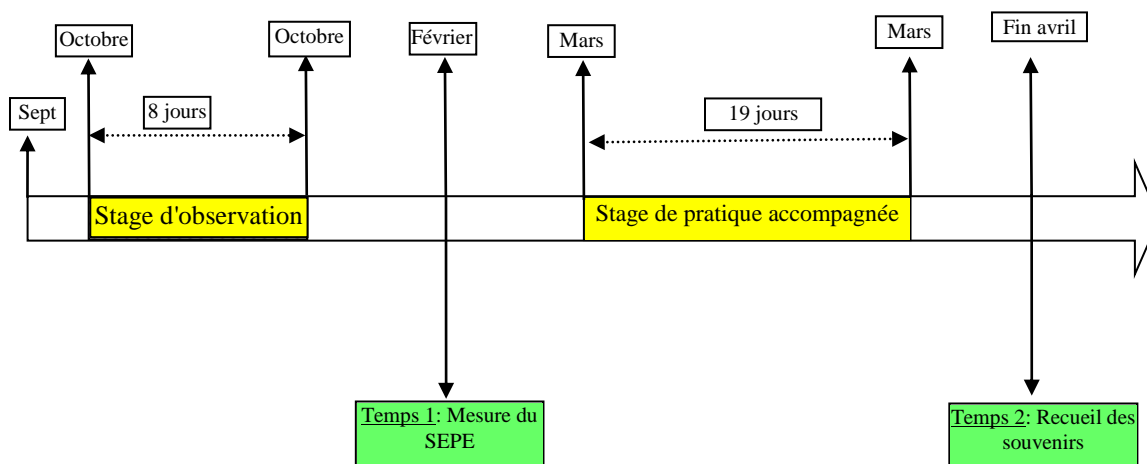 Octobre
Octobre
Février
Mars
Mars
Fin avril
Sept
8 jours
19 jours
Stage d'observation
Stage de pratique accompagnée
Temps 1: Mesure du
SEPE
Temps 2: Recueil des
souvenirs